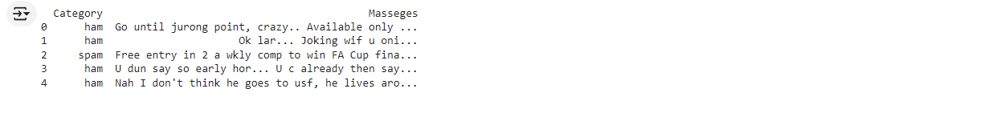 Category Masseges
0 ham Go until jurong point, crazy.. Available only ...
1 ham Ok lar... Joking wif u oni...
2 spam Free entry in 2 a wkly comp to win FA Cup fina...
3 ham U dun say so early hor... U c already then say...
4 ham Nah I don't think he goes to usf, he lives aro...